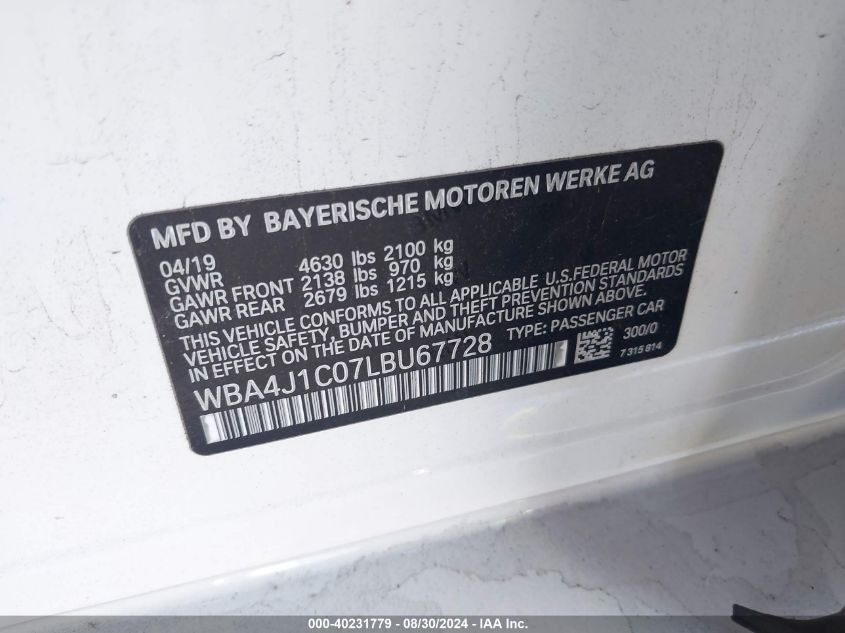 MFD BY BAYERISCHE MOTOREN WERKE AG
04/19
GVWR 4630 lbs 2100 kg
GAWR FRONT 2138 lbs 970 kg
GAWR REAR 2679 lbs 1215 kg
THIS VEHICLE CONFORMS TO ALL APPLICABLE U.S.FEDERAL MOTOR
VEHICLE SAFETY, BUMPER AND THEFT PREVENTION STANDARDS
IN EFFECT ON THE DATE OF MANUFACTURE SHOWN ABOVE.
WBA4J1C07LBU67728 TYPE: PASSENGER CAR
300/0
7 315 814
000-40231779 — 08/30/2024 — IAA Inc.